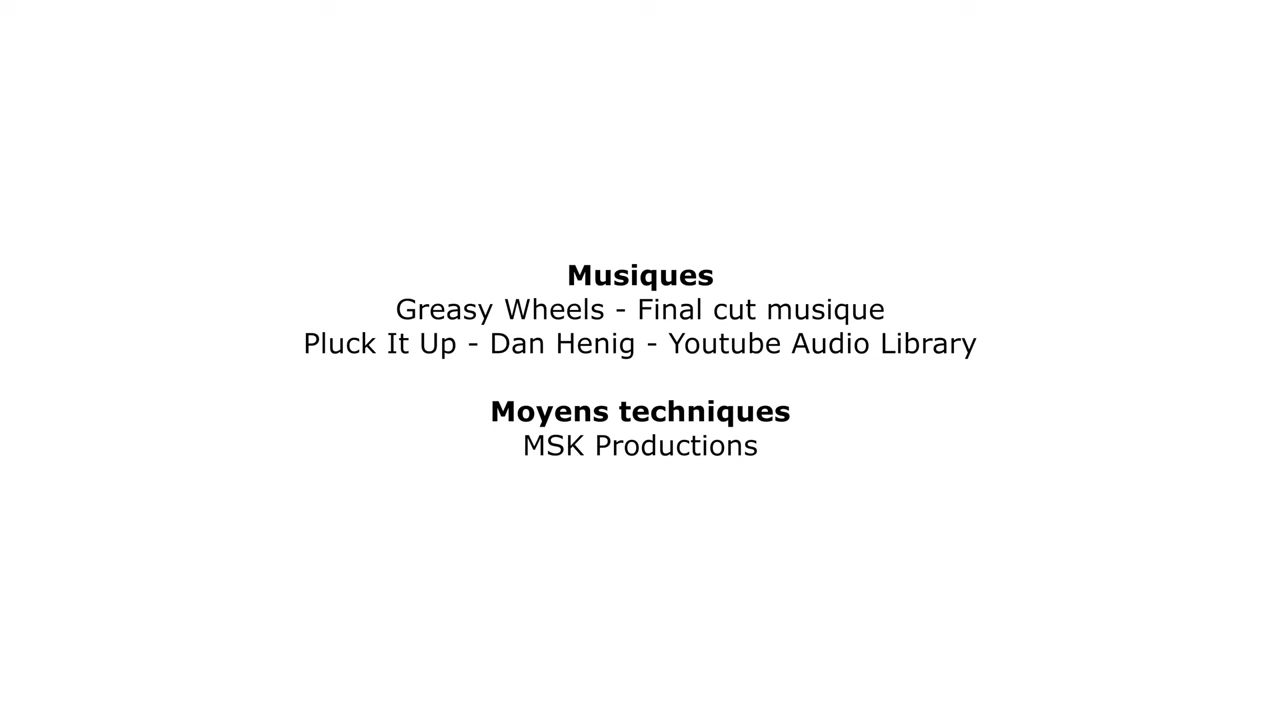 Musiques
Greasy Wheels - Final cut musique
Pluck It Up - Dan Henig - Youtube Audio Library
Moyens techniques
MSK Productions